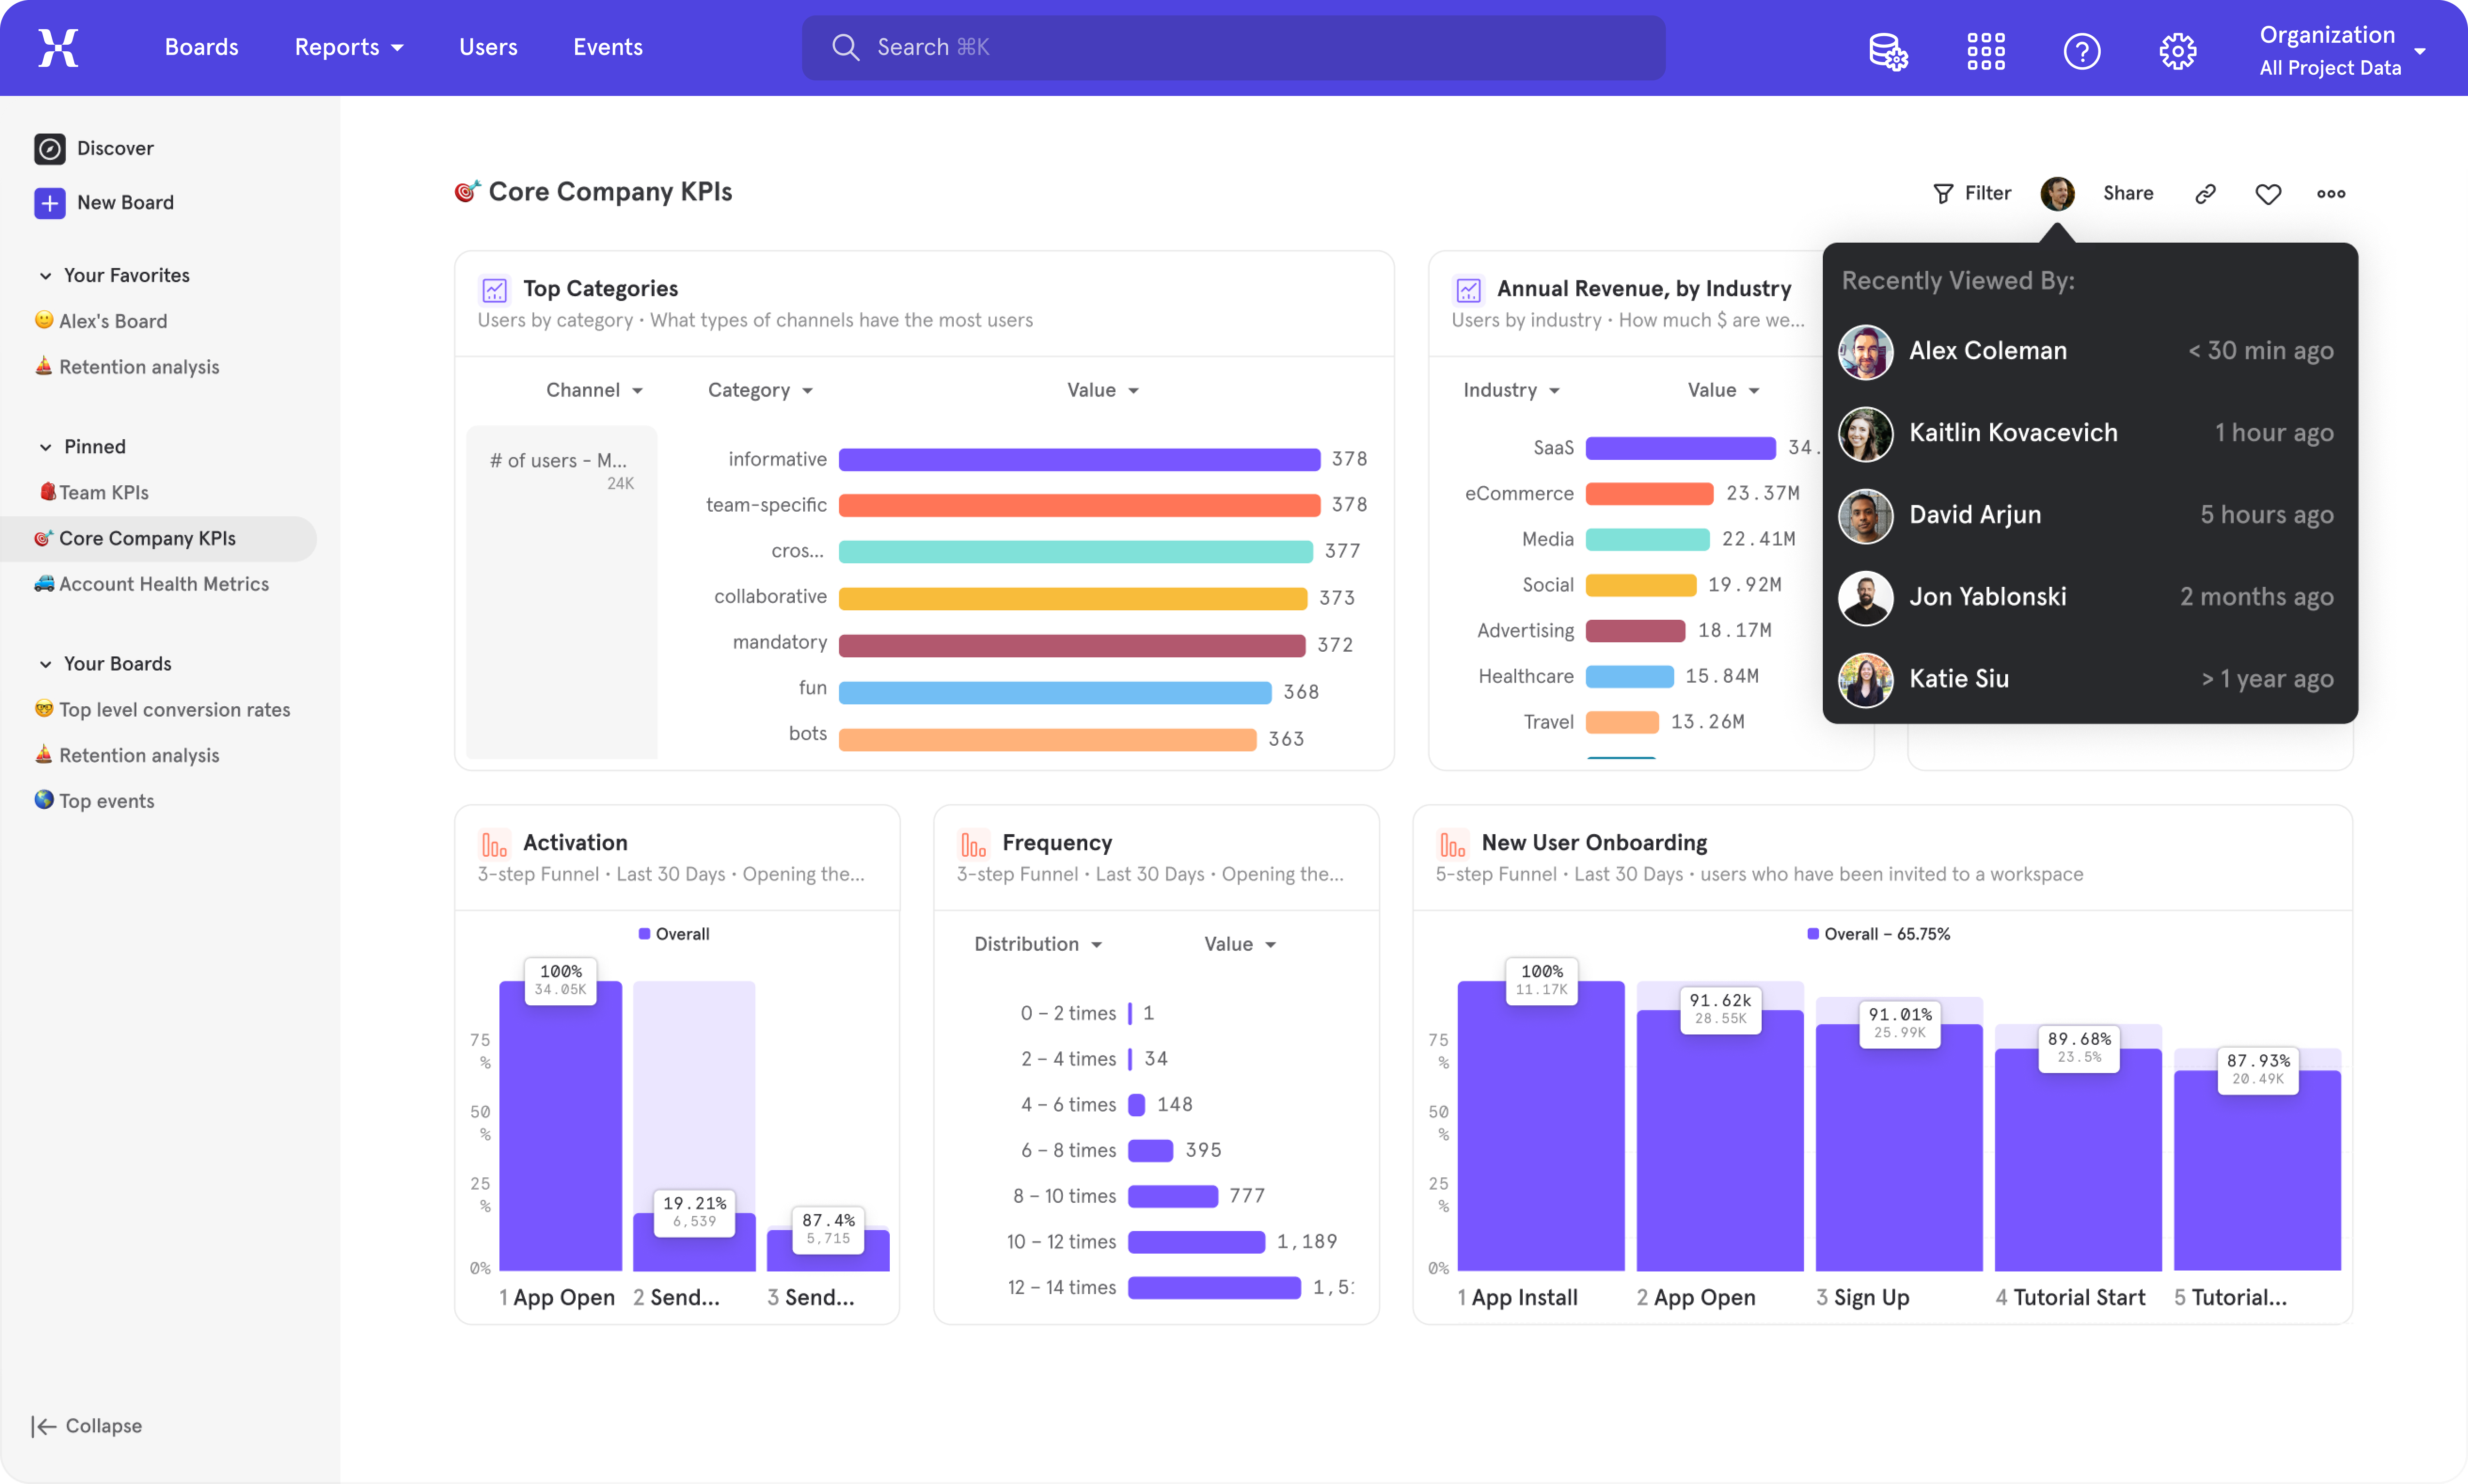 Boards
Reports
Users
Events
Search ⌘K
Organization
All Project Data
Discover
New Board
Your Favorites
Alex's Board
Retention analysis
Pinned
Team KPIs
Core Company KPIs
Account Health Metrics
Your Boards
Top level conversion rates
Retention analysis
Top events
Collapse
Core Company KPIs
Filter
Share
Recently Viewed By:
Alex Coleman < 30 min ago
Kaitlin Kovacevich 1 hour ago
David Arjun 5 hours ago
Jon Yablonski 2 months ago
Katie Siu > 1 year ago
Top Categories
Users by category • What types of channels have the most users
Channel Category Value
# of users - M...
24K
informative 378
team-specific 378
cros... 377
collaborative 373
mandatory 372
fun 368
bots 363
Annual Revenue, by Industry
Users by industry • How much $ are we...
Industry Value
SaaS 34.
eCommerce 23.37M
Media 22.41M
Social 19.92M
Advertising 18.17M
Healthcare 15.84M
Travel 13.26M
Activation
3-step Funnel • Last 30 Days • Opening the...
Overall
100%
34.05K
19.21%
6,539
87.4%
5,715
75
%
50
%
25
%
0%
1 App Open 2 Send... 3 Send...
Frequency
3-step Funnel • Last 30 Days • Opening the...
Distribution Value
0 – 2 times 1
2 – 4 times 34
4 – 6 times 148
6 – 8 times 395
8 – 10 times 777
10 – 12 times 1,189
12 – 14 times 1,5
New User Onboarding
5-step Funnel • Last 30 Days • users who have been invited to a workspace
Overall – 65.75%
100%
11.17K
91.62k
28.55K
91.01%
25.99K
89.68%
23.5%
87.93%
20.49K
75
%
50
%
25
%
0%
1 App Install 2 App Open 3 Sign Up 4 Tutorial Start 5 Tutorial...